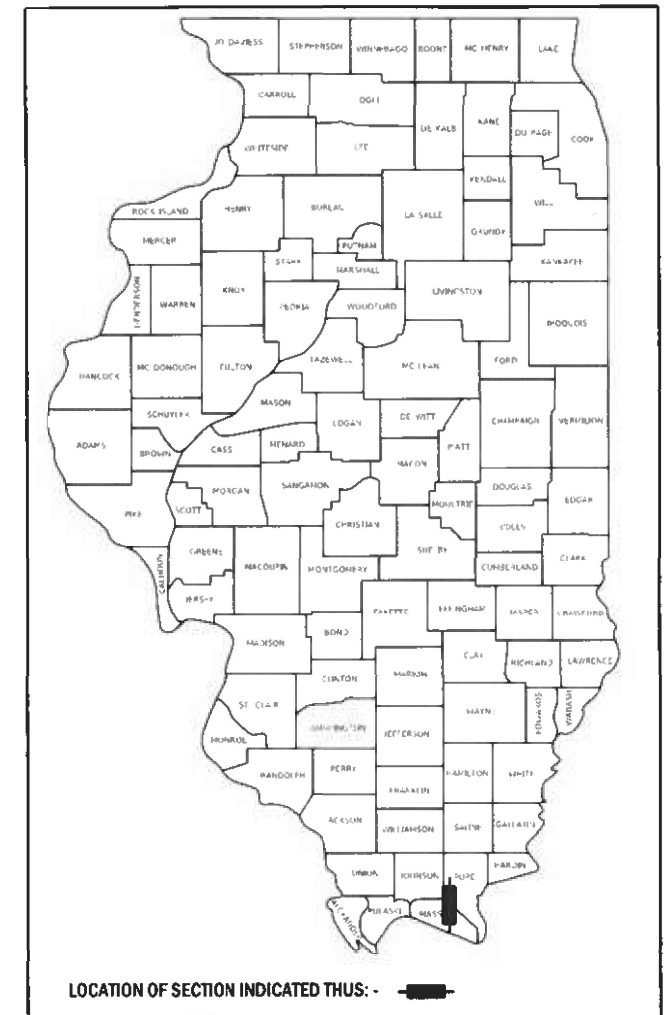 JO DAVIESS STEPHENSON WINNEBAGO BOONE MC HENRY LAKE
CARROLL OGLE DE KALB KANE DU PAGE COOK
WHITESIDE LEE KENDALL WILL
ROCK ISLAND HENRY BUREAU LA SALLE GRUNDY
MERCER STARK PUTNAM KANKAKEE
HENDERSON WARREN KNOX MARSHALL
PEORIA WOODFORD LIVINGSTON IROQUOIS
HANCOCK MC DONOUGH FULTON TAZEWELL MC LEAN FORD
SCHUYLER MASON LOGAN DE WITT CHAMPAIGN VERMILION
ADAMS BROWN CASS MENARD MACON PIATT
PIKE SCOTT MORGAN SANGAMON CHRISTIAN MOULTRIE DOUGLAS EDGAR
COLES
CALHOUN GREENE MACOUPIN MONTGOMERY SHELBY CUMBERLAND CLARK
JERSEY FAYETTE EFFINGHAM JASPER CRAWFORD
MADISON BOND CLAY RICHLAND LAWRENCE
CLINTON MARION
ST. CLAIR WASHINGTON WAYNE EDWARDS WABASH
MONROE JEFFERSON
RANDOLPH PERRY HAMILTON WHITE
FRANKLIN
JACKSON WILLIAMSON SALINE GALLATIN
UNION JOHNSON POPE HARDIN
ALEXANDER PULASKI MASS
LOCATION OF SECTION INDICATED THUS: -